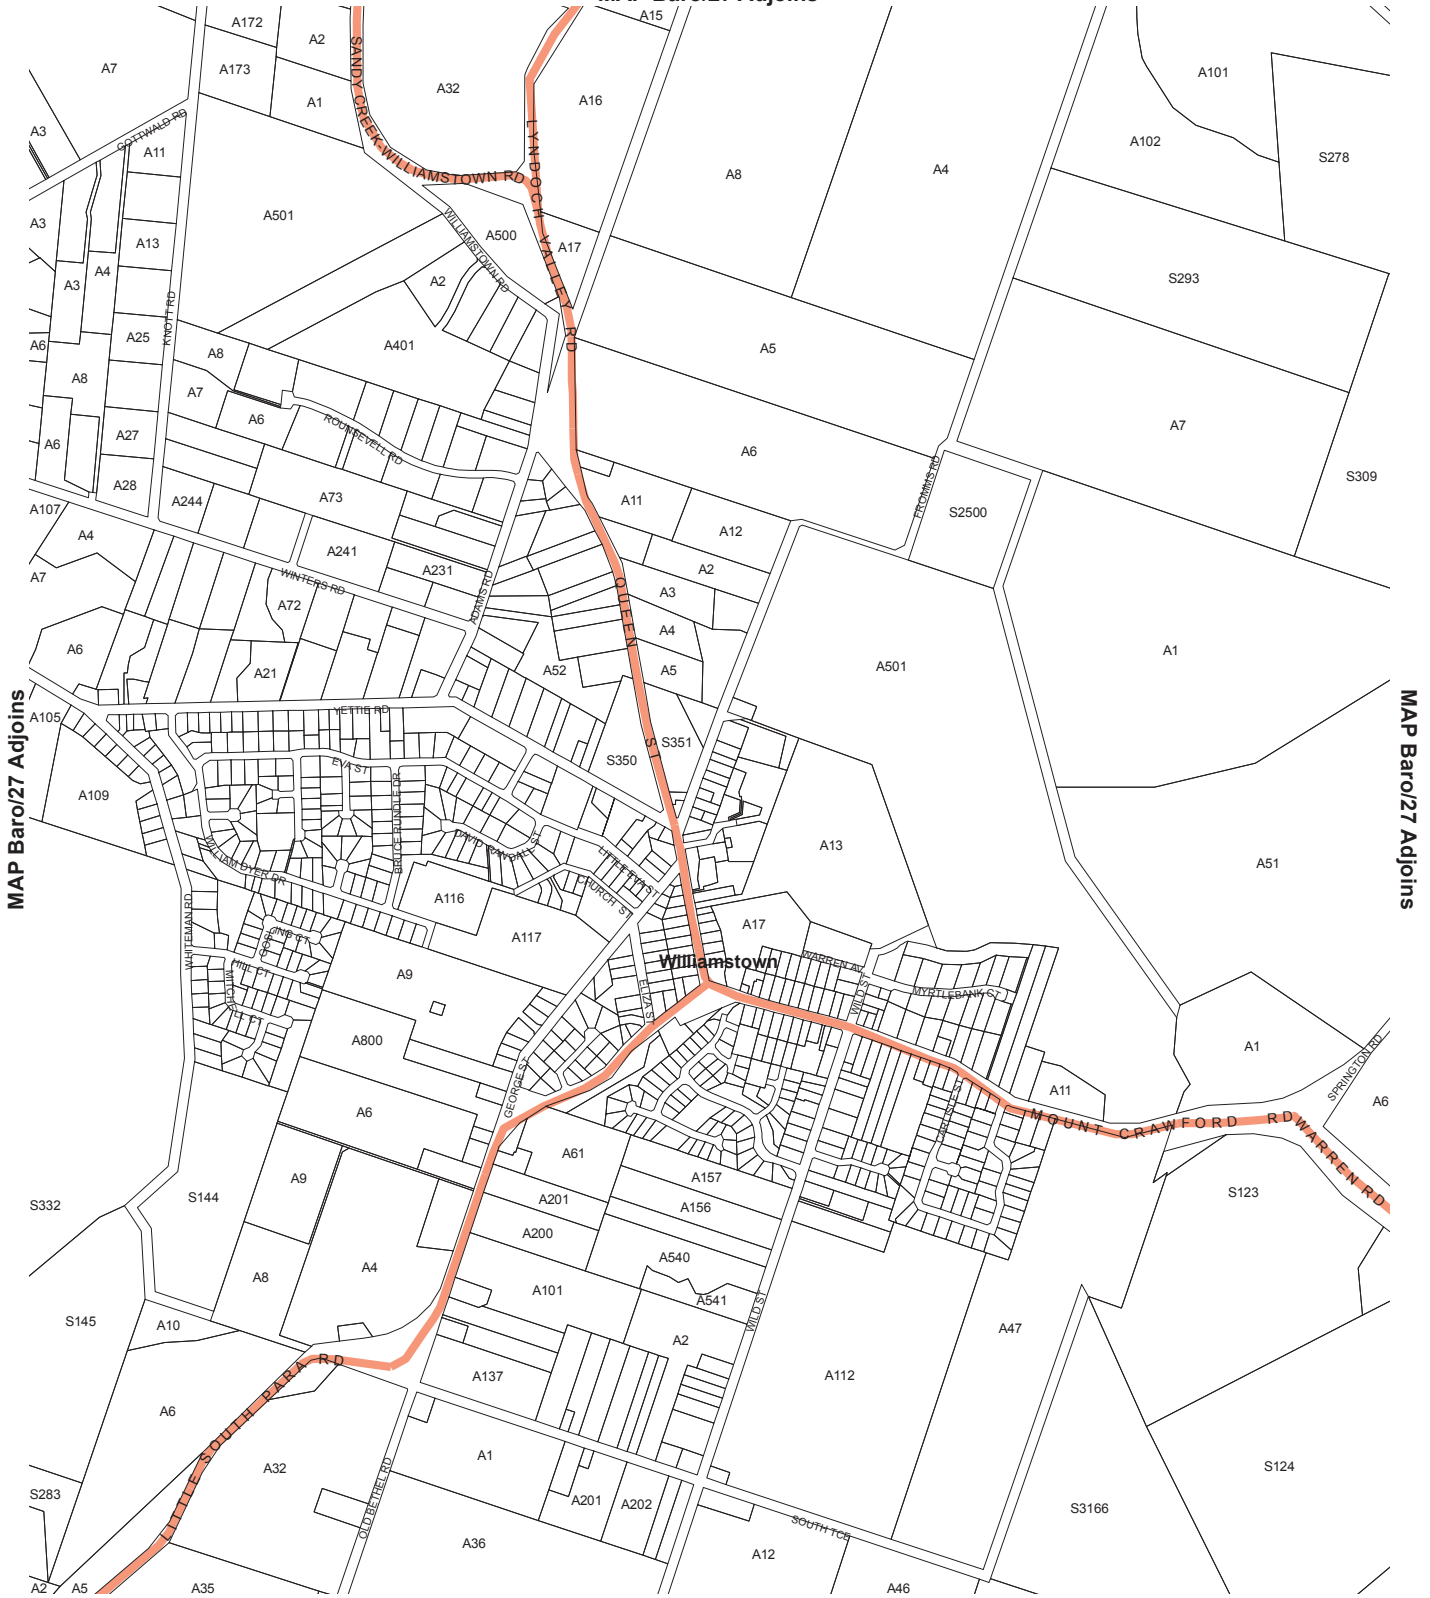 A15
A172
A2
A7
A173
A32
A1
A16
A101
A3
GOTTWALD RD
A11
SANDY CREEK-WILLIAMSTOWN RD
LYNDOCH VALLEY RD
A102
S278
A8
A4
A501
A3
A13
WILLIAMSTOWN RD
A500
A17
A4
A3
A2
S293
KNOTT RD
A25
A6
A8
A401
A5
A8
A7
A6
ROUNSEVELL RD
A27
A6
A6
A7
A28
A244
A73
A11
A12
FROMMS RD
S2500
S309
A107
A4
A241
A231
A2
A7
WINTERS RD
ADAMS RD
A72
A3
QUEEN ST
A4
A6
A21
A52
A5
A501
A1
MAP Baro/27 Adjoins
MAP Baro/27 Adjoins
A105
YETTIE RD
S351
S350
EVA ST
BRUCE RUNDLE DR
A109
DAVID RANDALL ST
LITTLE EVA ST
A13
A51
WILLIAM DYER DR
CHURCH ST
A116
WHITEMAN RD
A117
A17
Williamstown
WARREN AV
HILL CT
MITCHELL CT
A9
ELIZA ST
WILD ST
MYRTLEBANK CT
A800
A1
SPRINGTON RD
GEORGE ST
A6
A11
CARLISLE ST
A6
MOUNT CRAWFORD RD
WARREN RD
A61
A157
A9
A201
A156
S332
S144
S123
A200
A540
A4
A8
A101
A541
WILD ST
S145
A10
A2
A47
LITTLE SOUTH PARA RD
A137
A112
A6
A1
A32
OLD BETHEL RD
S124
S283
A201
A202
S3166
SOUTH TCE
A36
A12
A2
A5
A35
A46